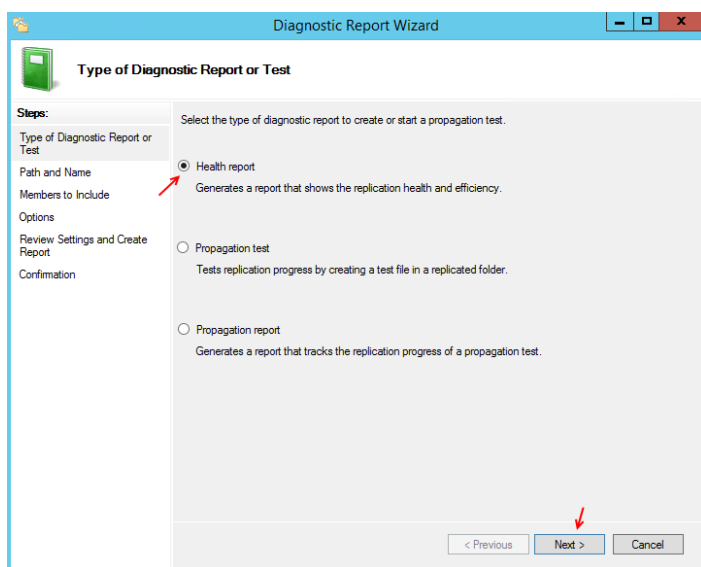 Diagnostic Report Wizard
Type of Diagnostic Report or Test
Steps:
Type of Diagnostic Report or
Test
Path and Name
Members to Include
Options
Review Settings and Create
Report
Confirmation
Select the type of diagnostic report to create or start a propagation test.
Health report
Generates a report that shows the replication health and efficiency.
Propagation test
Tests replication progress by creating a test file in a replicated folder.
Propagation report
Generates a report that tracks the replication progress of a propagation test.
< Previous
Next >
Cancel